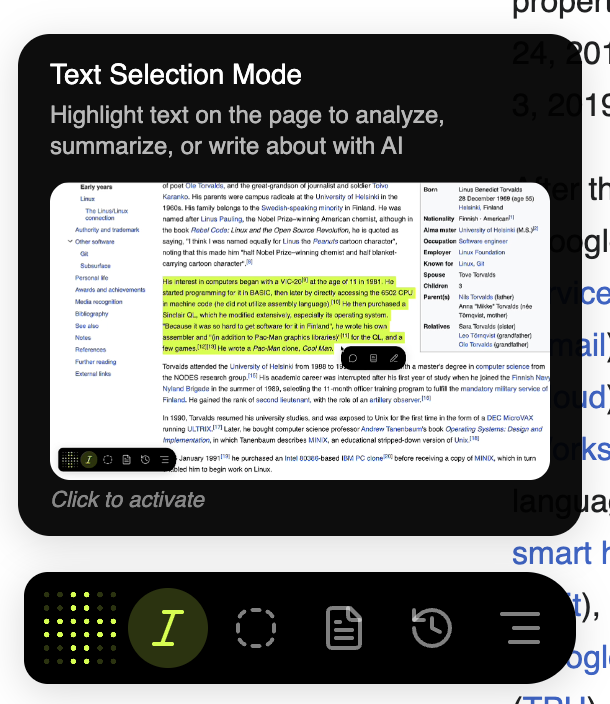 propert
24, 201
3, 2019
After th
oogle
rvice
mail)
oud)
orks
langua
smart h
it),
oogle
(TPU)
Text Selection Mode
Highlight text on the page to analyze,
summarize, or write about with AI
Early years
Linux
The Linus/Linux
connection
Authority and trademark
Other software
Git
Subsurface
Personal life
Awards and achievements
Media recognition
Bibliography
See also
Notes
References
Further reading
External links
of poet Ole Torvalds, and the great-grandson of journalist and soldier Toivo
Karanko. His parents were campus radicals at the University of Helsinki in the
1960s. His family belongs to the Swedish-speaking minority in Finland. He was
named after Linus Pauling, the Nobel Prize–winning American chemist, although in
the book Rebel Code: Linux and the Open Source Revolution, he is quoted as
saying, "I think I was named equally for Linus the Peanuts cartoon character",
noting that this made him "half Nobel Prize–winning chemist and half blanket-
carrying cartoon character".[9]
His interest in computers began with a VIC-20[9] at the age of 11 in 1981. He
started programming for it in BASIC, then later by directly accessing the 6502 CPU
in machine code (he did not utilize assembly language).[10] He then purchased a
Sinclair QL, which he modified extensively, especially its operating system.
"Because it was so hard to get software for it in Finland", he wrote his own
assembler and "(in addition to Pac-Man graphics libraries)"[11] for the QL, and a
few games.[12][13] He wrote a Pac-Man clone, Cool Man.
Torvalds attended the University of Helsinki from 1988 to 199 with a master's degree in computer science from
the NODES research group.[15] His academic career was interrupted after his first year of study when he joined the Finnish Navy
Nyland Brigade in the summer of 1989, selecting the 11-month officer training program to fulfill the mandatory military service of
Finland. He gained the rank of second lieutenant, with the role of an artillery observer.[16]
In 1990, Torvalds resumed his university studies, and was exposed to Unix for the first time in the form of a DEC MicroVAX
running ULTRIX.[17] Later, he bought computer science professor Andrew Tanenbaum's book Operating Systems: Design and
Implementation, in which Tanenbaum describes MINIX, an educational stripped-down version of Unix.[18]
January 1991[19] he purchased an Intel 80386-based IBM PC clone[20] before receiving a copy of MINIX, which in turn
abled him to begin work on Linux.
Born Linus Benedict Torvalds
28 December 1969 (age 55)
Helsinki, Finland
Nationality Finnish · American[1]
Alma mater University of Helsinki (M.S.)[2]
Occupation Software engineer
Employer Linux Foundation
Known for Linux, Git
Spouse Tove Torvalds
Children 3
Parent(s) Nils Torvalds (father)
Anna "Mikke" Torvalds (née
Törnqvist, mother)
Relatives Sara Torvalds (sister)
Leo Törnqvist (grandfather)
Ole Torvalds (grandfather)
Click to activate